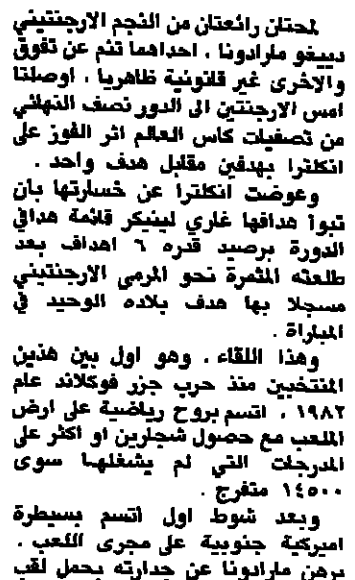 لمحتان رائعتان من النجم الارجنتيني
دييغو مارادونا ، احداهما تنم عن تفوق
والاخرى غير قانونية ظاهريا ، اوصلتا
امس الارجنتين الى الدور نصف النهائي
من تصفيات كاس العالم اثر الفوز على
انكلترا بهدفين مقابل هدف واحد .
وعوضت انكلترا عن خسارتها بان
تبوأ هدافها غاري لينيكر قائمة هدافي
الدورة برصيد قدره ٦ اهداف بعد
طلعته المثمرة نحو المرمى الارجنتيني
مسجلا بها هدف بلاده الوحيد في
المباراة .
وهذا اللقاء ، وهو اول بين هذين
المنتخبين منذ حرب جزر فوكلاند عام
١٩٨٢ ، اتسم بروح رياضية على ارض
الملعب مع حصول شجارين او اكثر على
المدرجات التي لم يشغلها سوى
١٤٥٠٠ متفرج .
وبعد شوط اول اتسم بسيطرة
اميركية جنوبية على مجرى اللعب ،
برهن مارادونا عن جدارته بحمل لقب